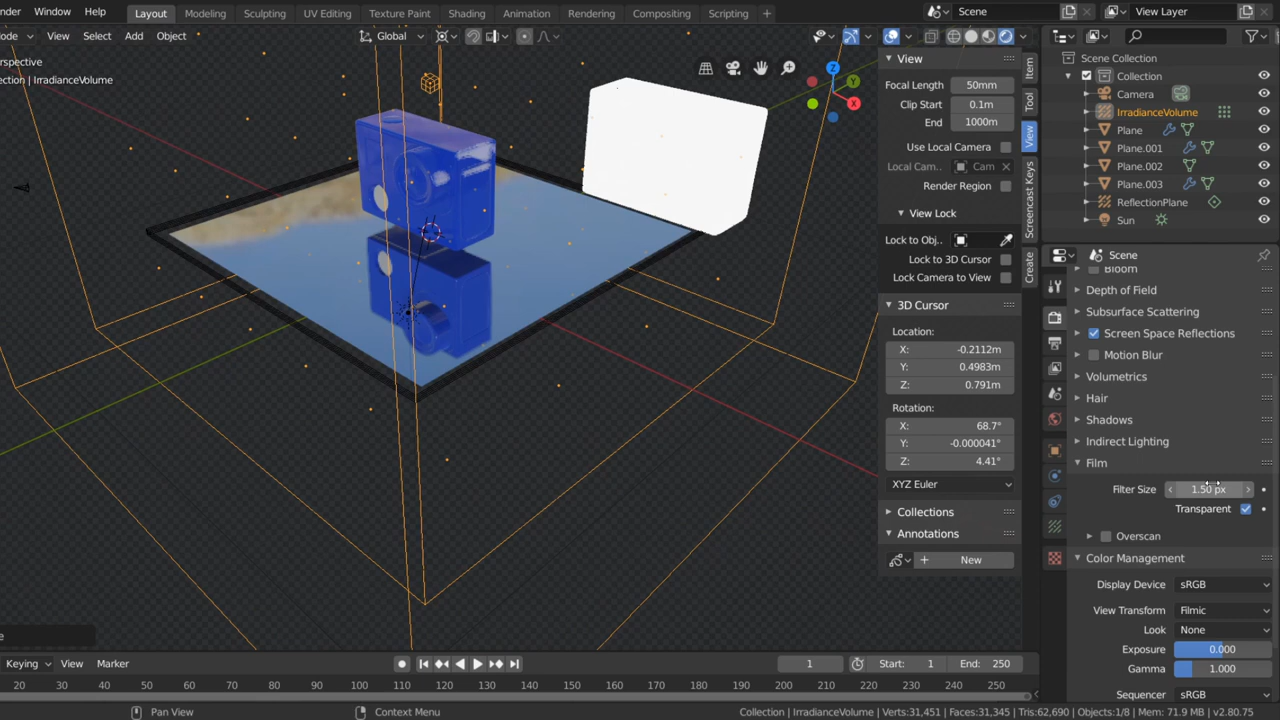 nder Window Help Layout Modeling Sculpting UV Editing Texture Paint Shading Animation Rendering Compositing Scripting + Scene View Layer
ode View Select Add Object Global
rspective
ection | IrradianceVolume
View
Focal Length 50mm
Clip Start 0.1m
End 1000m
Use Local Camera
Local Cam.. Cam
Render Region
View Lock
Lock to Obj..
Lock to 3D Cursor
Lock Camera to View
3D Cursor
Location:
X: -0.2112m
Y: 0.4983m
Z: 0.791m
Rotation:
X: 68.7°
Y: -0.000041°
Z: 4.41°
XYZ Euler
Collections
Annotations
+ New
Item
Tool
View
Screencast Keys
Create
X
Y
Z
Scene Collection
Collection
Camera
IrradianceVolume
Plane
Plane.001
Plane.002
Plane.003
ReflectionPlane
Sun
Scene
Bloom
Depth of Field
Subsurface Scattering
Screen Space Reflections
Motion Blur
Volumetrics
Hair
Shadows
Indirect Lighting
Film
Filter Size 1.50 px
Transparent
Overscan
Color Management
Display Device sRGB
View Transform Filmic
Look None
Exposure 0.000
Gamma 1.000
Sequencer sRGB
e
Keying View Marker 1 Start: 1 End: 250
20 30 40 50 60 70 80 90 100 110 120 130 140 150 160 170 180 190 200 210 220 230 240 250
Pan View Context Menu Collection | IrradianceVolume | Verts:31,451 | Faces:31,345 | Tris:62,690 | Objects:1/8 | Mem: 71.9 MB | v2.80.75